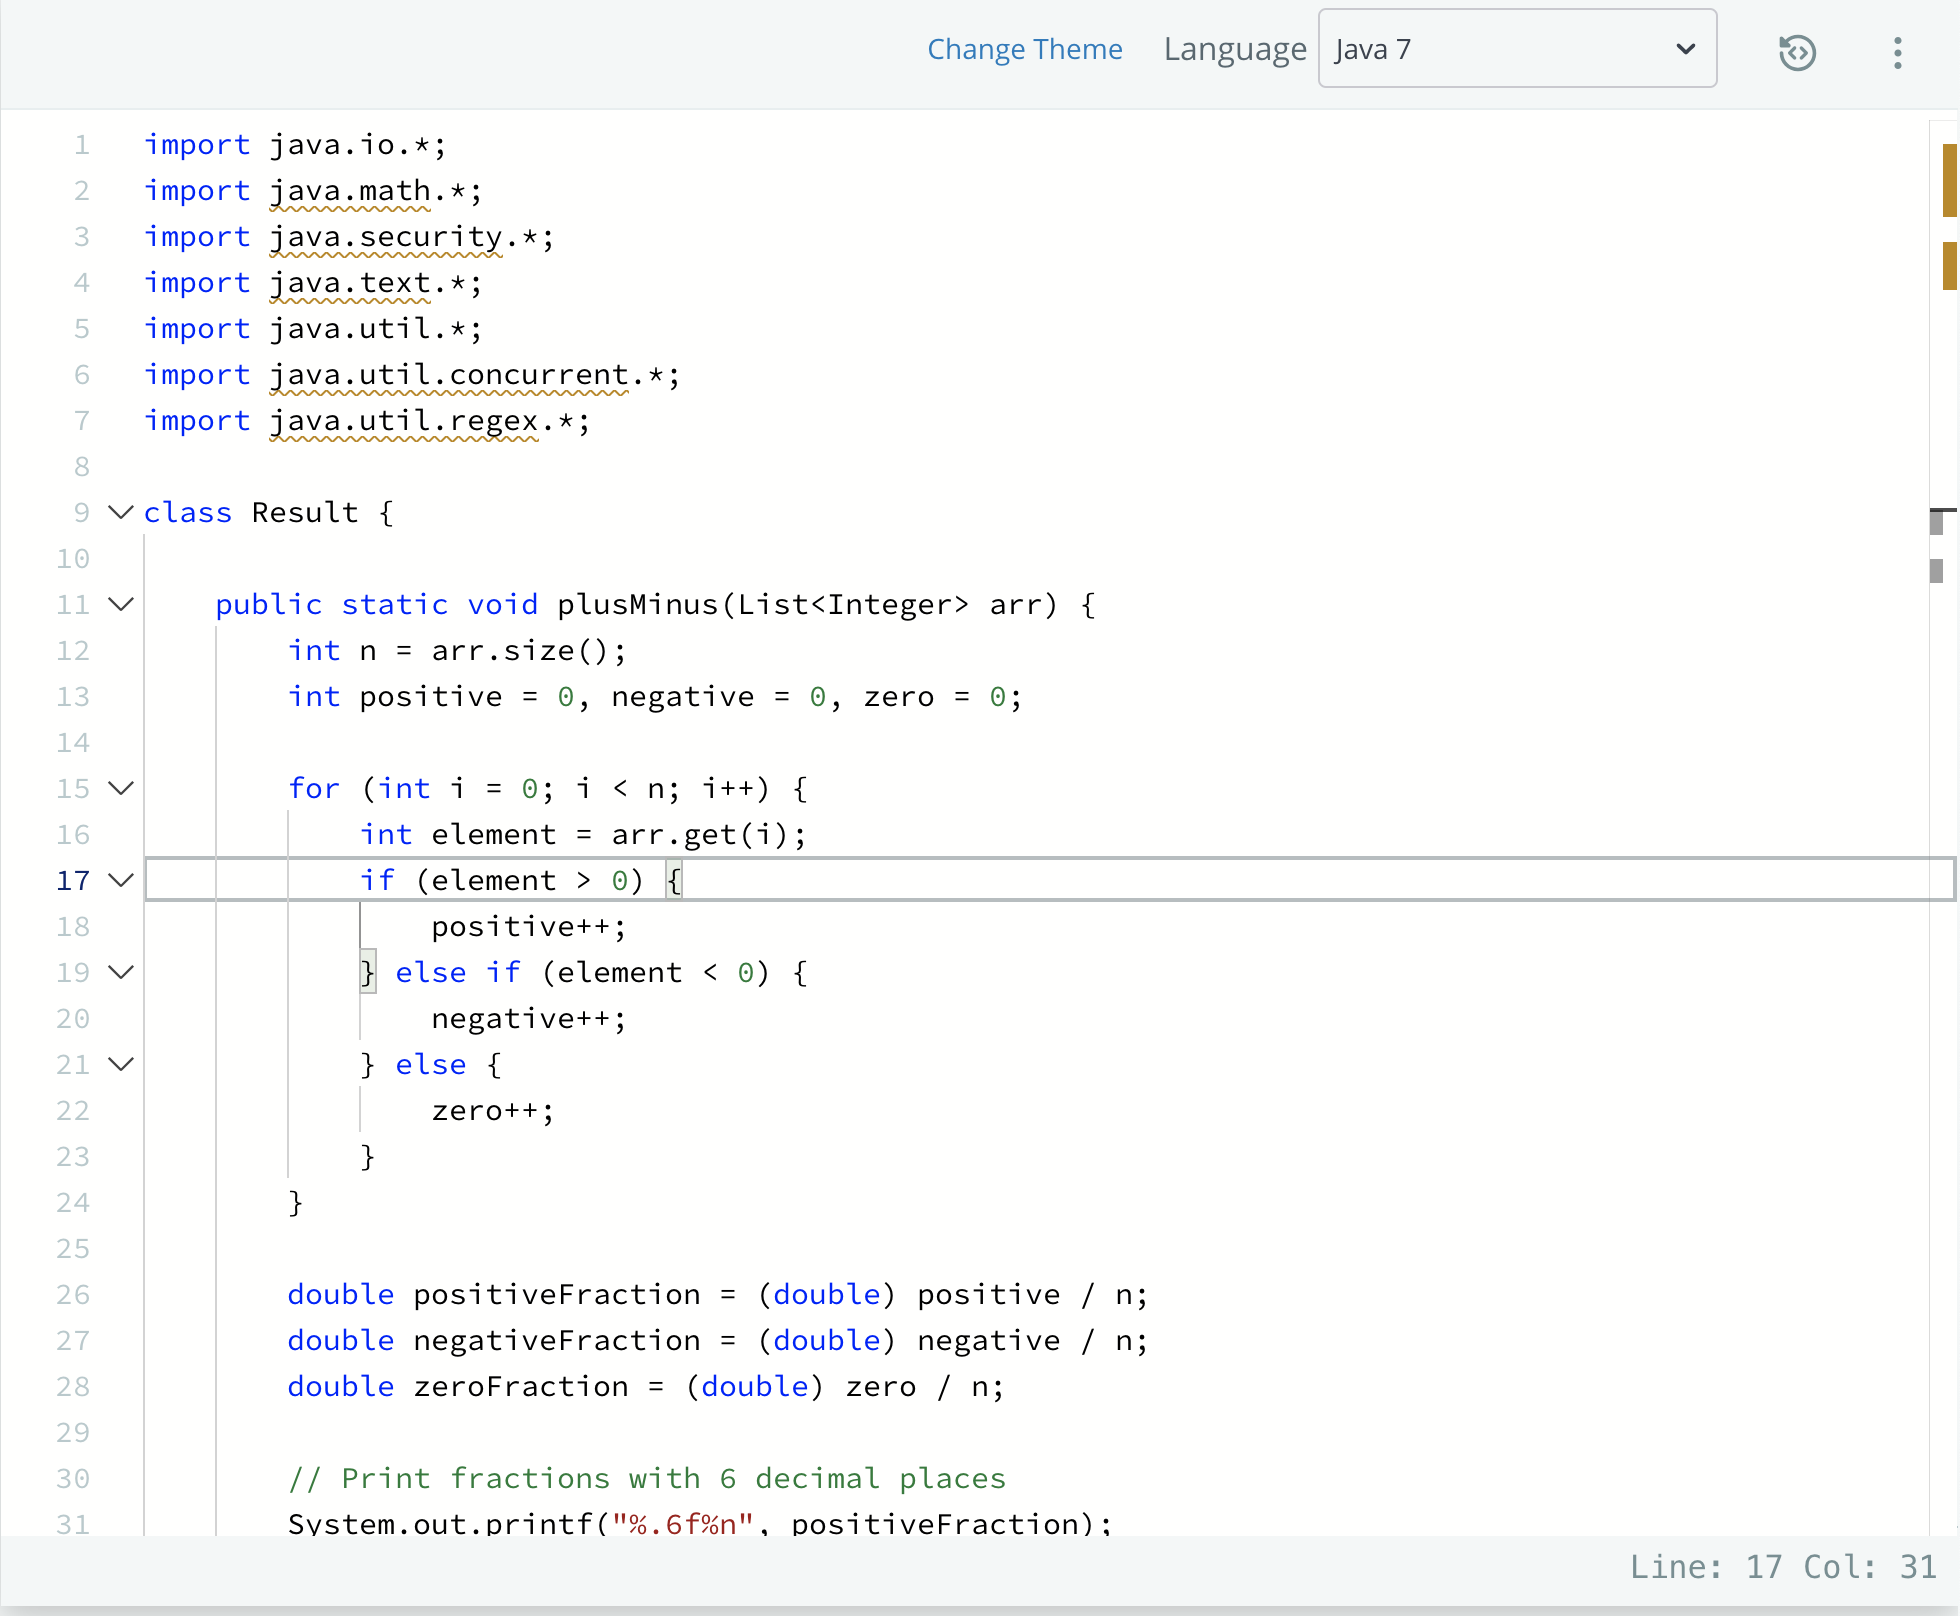 Change Theme Language Java 7
1 import java.io.*;
2 import java.math.*;
3 import java.security.*;
4 import java.text.*;
5 import java.util.*;
6 import java.util.concurrent.*;
7 import java.util.regex.*;
8
9 class Result {
10
11     public static void plusMinus(List<Integer> arr) {
12         int n = arr.size();
13         int positive = 0, negative = 0, zero = 0;
14
15         for (int i = 0; i < n; i++) {
16             int element = arr.get(i);
17             if (element > 0) {
18                 positive++;
19             } else if (element < 0) {
20                 negative++;
21             } else {
22                 zero++;
23             }
24         }
25
26         double positiveFraction = (double) positive / n;
27         double negativeFraction = (double) negative / n;
28         double zeroFraction = (double) zero / n;
29
30         // Print fractions with 6 decimal places
31         System.out.printf("%.6f%n", positiveFraction);
Line: 17 Col: 31